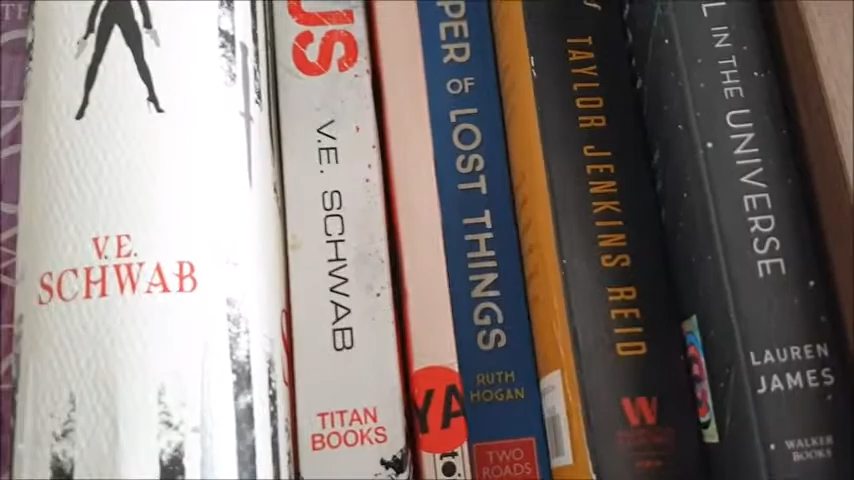 V.E.
SCHWAB
US
V.E. SCHWAB
TITAN
BOOKS
YA
PER OF LOST THINGS
RUTH
HOGAN
TWO
ROADS
TAYLOR JENKINS REID
L IN THE UNIVERSE
LAUREN
JAMES
WALKER
BOOKS